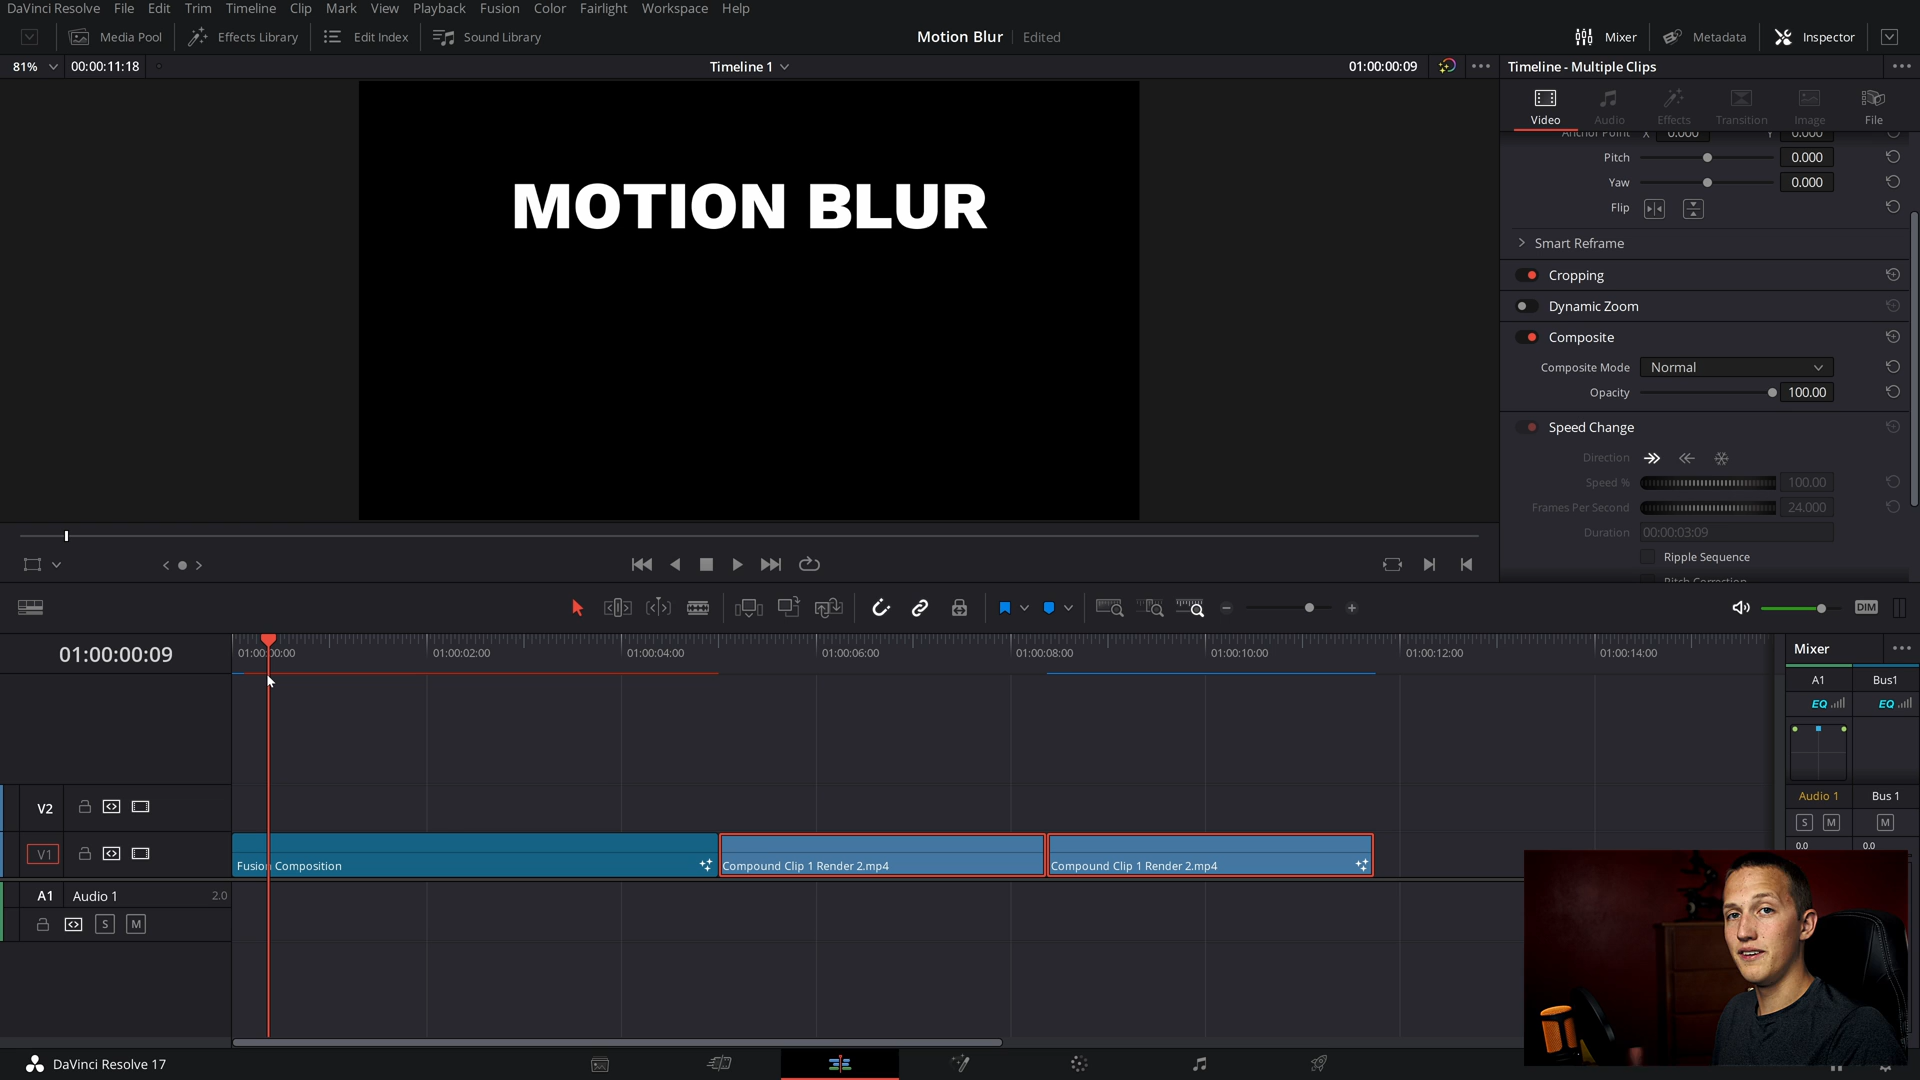 DaVinci Resolve File Edit Trim Timeline Clip Mark View Playback Fusion Color Fairlight Workspace Help
Media Pool Effects Library Edit Index Sound Library Motion Blur Edited Mixer Metadata Inspector
81% 00:00:11:18 Timeline 1 01:00:00:09 Timeline - Multiple Clips
Video Audio Effects Transition Image File
Anchor Point X 0.000 Y 0.000
Pitch 0.000
Yaw 0.000
Flip
Smart Reframe
Cropping
Dynamic Zoom
Composite
Composite Mode Normal
Opacity 100.00
Speed Change
Direction
Speed % 100.00
Frames Per Second 24.000
Duration 00:00:03:09
Ripple Sequence
Pitch Correction
MOTION BLUR
DIM
01:00:00:09
01:00:00:00 01:00:02:00 01:00:04:00 01:00:06:00 01:00:08:00 01:00:10:00 01:00:12:00 01:00:14:00
Mixer
A1 Bus1
EQ EQ
Audio 1 Bus 1
S M M
0.0 0.0
V2
V1
Fusion Composition
Compound Clip 1 Render 2.mp4
Compound Clip 1 Render 2.mp4
A1 Audio 1 2.0
S M
DaVinci Resolve 17